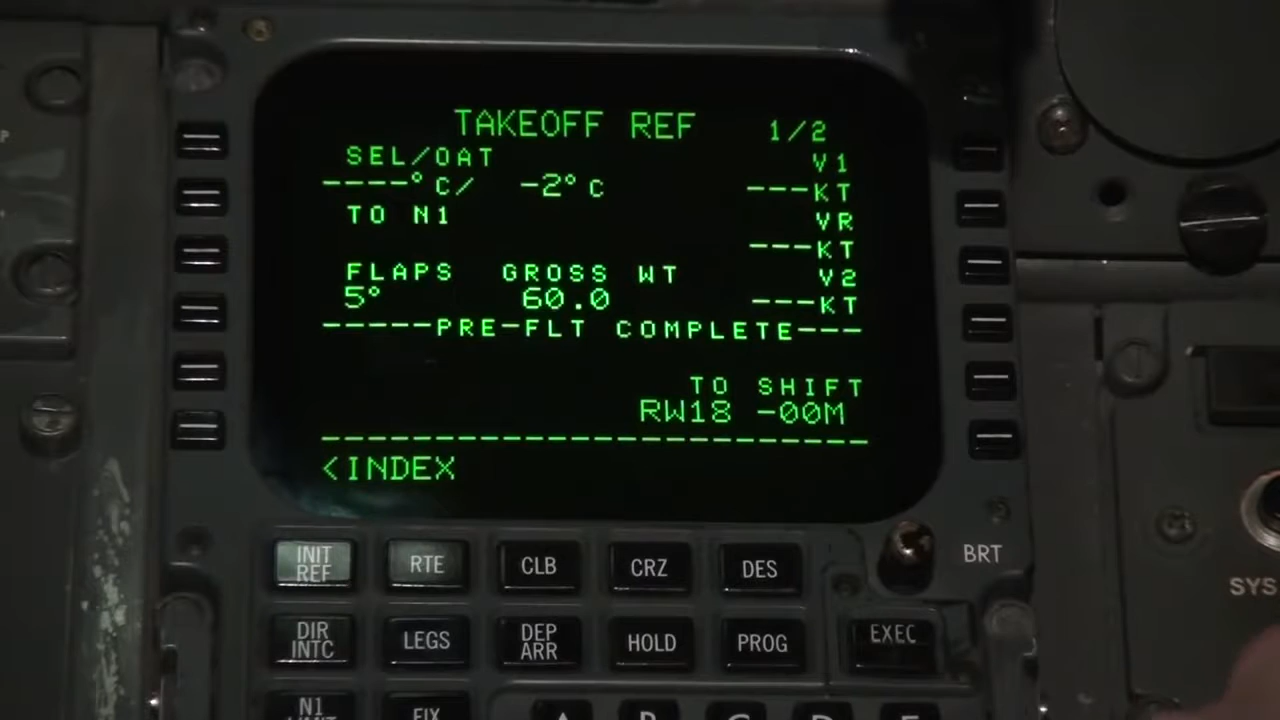 TAKEOFF REF 1/2
SEL/OAT V1
----°C/ -2°C ---KT
TO N1 VR
---KT
FLAPS GROSS WT V2
5° 60.0 ---KT
-----PRE-FLT COMPLETE---
TO SHIFT
RW18 -00M
------------------------
<INDEX
INIT REF
RTE
CLB
CRZ
DES
BRT
SYS
DIR INTC
LEGS
DEP ARR
HOLD
PROG
EXEC
N1 LIMIT
FIX
P